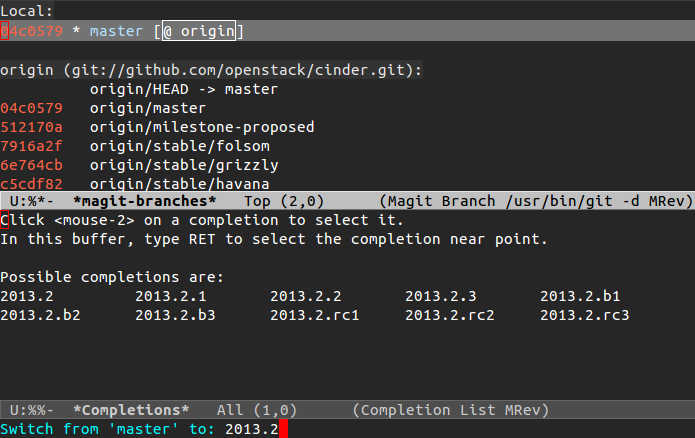 Local:
04c0579 * master [@ origin]
origin (git://github.com/openstack/cinder.git):
origin/HEAD -> master
04c0579 origin/master
512170a origin/milestone-proposed
7916a2f origin/stable/folsom
6e764cb origin/stable/grizzly
c5cdf82 origin/stable/havana
U:%*- *magit-branches* Top (2,0) (Magit Branch /usr/bin/git -d MRev)
Click <mouse-2> on a completion to select it.
In this buffer, type RET to select the completion near point.
Possible completions are:
2013.2 2013.2.1 2013.2.2 2013.2.3 2013.2.b1
2013.2.b2 2013.2.b3 2013.2.rc1 2013.2.rc2 2013.2.rc3
U:%%- *Completions* All (1,0) (Completion List MRev)
Switch from 'master' to: 2013.2